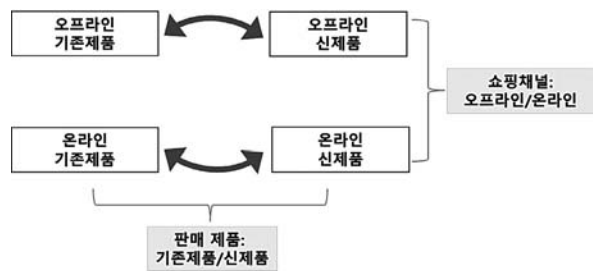 오프라인
기존제품
오프라인
신제품
쇼핑채널:
오프라인/온라인
온라인
기존제품
온라인
신제품
판매 제품:
기존제품/신제품